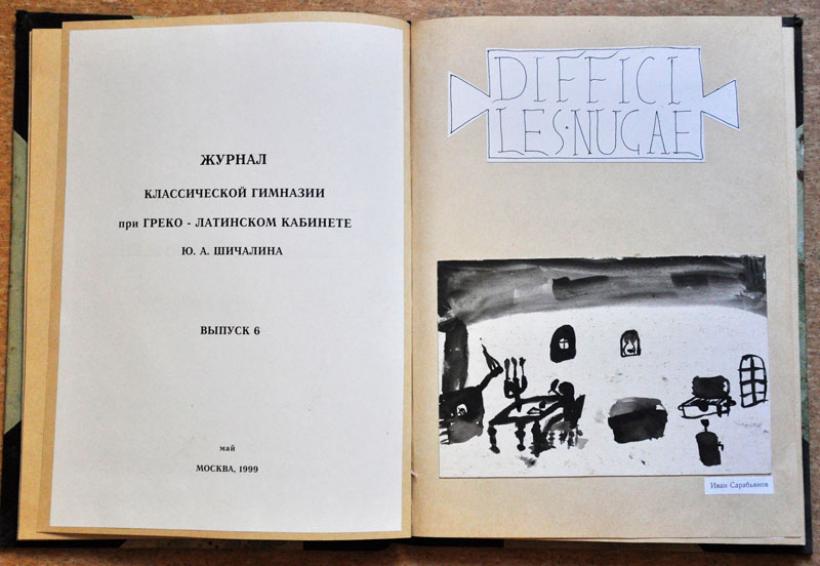 ЖУРНАЛ
КЛАССИЧЕСКОЙ ГИМНАЗИИ
при ГРЕКО - ЛАТИНСКОМ КАБИНЕТЕ
Ю. А. ШИЧАЛИНА
ВЫПУСК 6
май
МОСКВА, 1999
DIFFICI
LES·NUGAE
Иван Сарабьянов